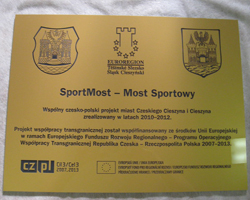 EUROREGION
Těšínské Slezsko
Śląsk Cieszyński
SportMost – Most Sportowy
Wspólny czesko-polski projekt miast Czeskiego Cieszyna i Cieszyna
zrealizowany w latach 2010–2012.
Projekt współpracy transgranicznej został współfinansowany ze środków Unii Europejskiej
w ramach Europejskiego Funduszu Rozwoju Regionalnego – Programu Operacyjnego
Współpracy Transgranicznej Republika Czeska – Rzeczpospolita Polska 2007-2013.
cz pl
2007-2013